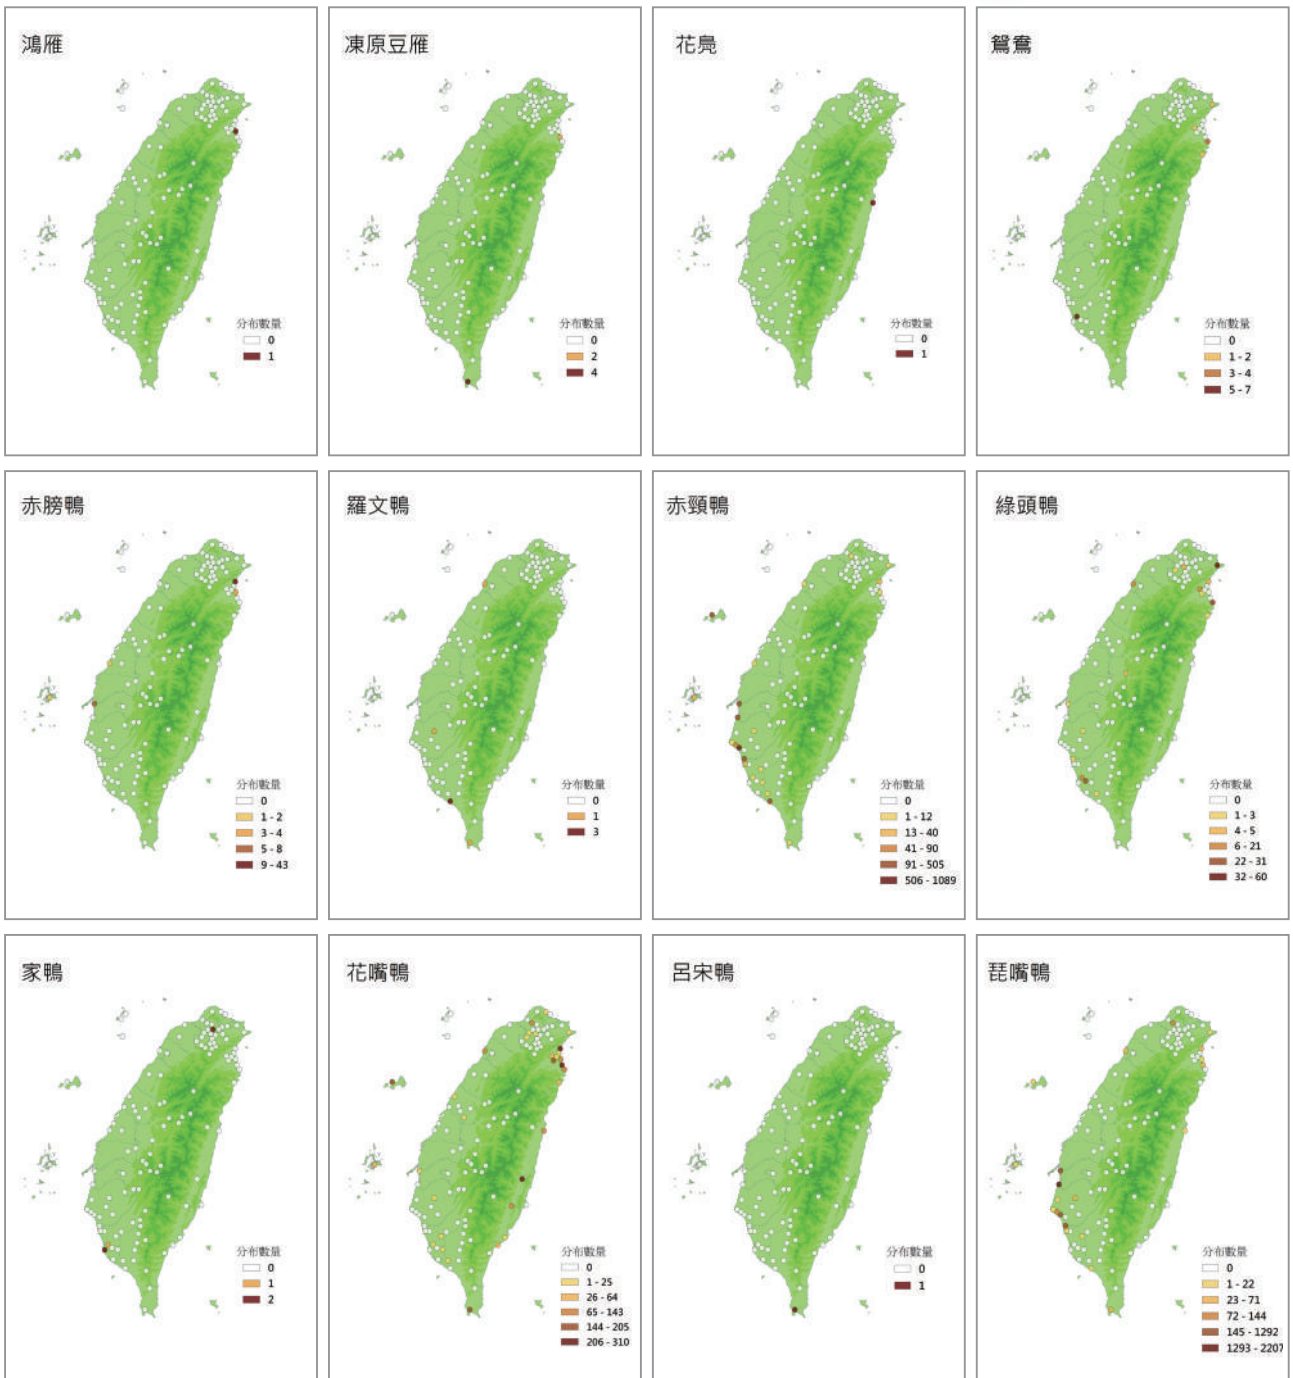 鴻雁
分布數量
0
1
凍原豆雁
分布數量
0
2
4
花鳧
分布數量
0
1
鴛鴦
分布數量
0
1 - 2
3 - 4
5 - 7
赤膀鴨
分布數量
0
1 - 2
3 - 4
5 - 8
9 - 43
羅文鴨
分布數量
0
1
3
赤頸鴨
分布數量
0
1 - 12
13 - 40
41 - 90
91 - 505
506 - 1089
綠頭鴨
分布數量
0
1 - 3
4 - 5
6 - 21
22 - 31
32 - 60
家鴨
分布數量
0
1
2
花嘴鴨
分布數量
0
1 - 25
26 - 64
65 - 143
144 - 205
206 - 310
呂宋鴨
分布數量
0
1
琵嘴鴨
分布數量
0
1 - 22
23 - 71
72 - 144
145 - 1292
1293 - 2207